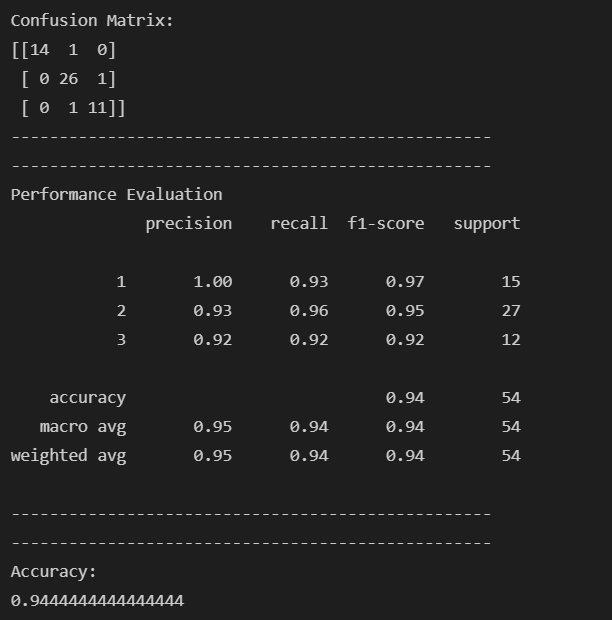 Confusion Matrix:
[[14  1  0]
 [ 0 26  1]
 [ 0  1 11]]
--------------------------------------------------
--------------------------------------------------
Performance Evaluation
              precision    recall  f1-score   support
           1       1.00      0.93      0.97        15
           2       0.93      0.96      0.95        27
           3       0.92      0.92      0.92        12
    accuracy                           0.94        54
   macro avg       0.95      0.94      0.94        54
weighted avg       0.95      0.94      0.94        54
--------------------------------------------------
--------------------------------------------------
Accuracy:
0.9444444444444444